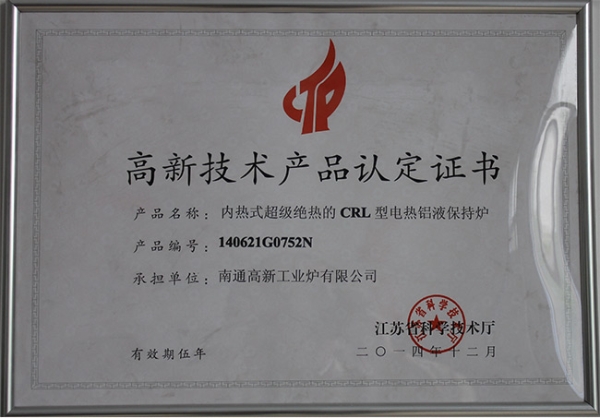 高新技术产品认定证书
产品名称：内热式超级绝热的 CRL 型电热铝液保持炉
产品编号：140621G0752N
承担单位：南通高新工业炉有限公司
江苏省科学技术厅
有效期伍年
二〇一四年十二月